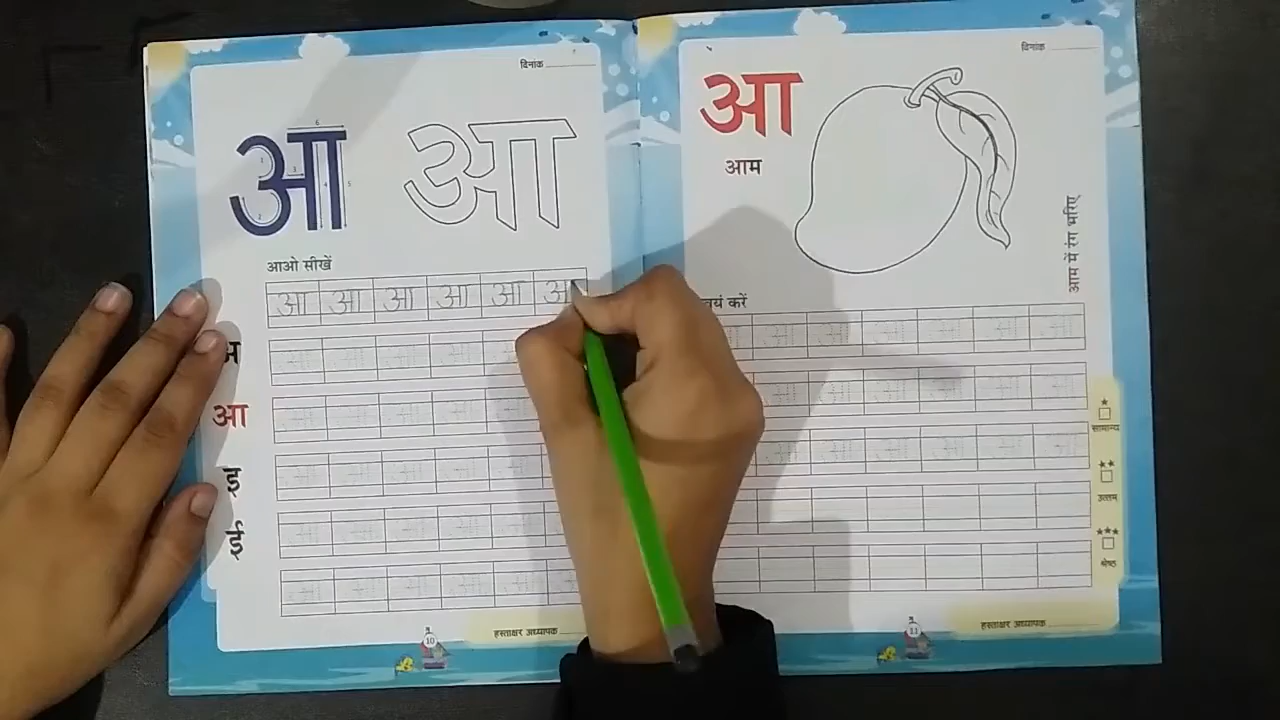 दिनांक
आ आ
आओ सीखें
आ आ आ आ आ अ
आ आ आ आ
अ
आ आ आ आ आ
आ
आ आ आ आ आ
इ
आ आ आ आ आ
ई
आ आ आ आ आ आ
हस्ताक्षर अध्यापक
10
दिनांक
आ
आम
आम में रंग भरिए
स्वयं करें
आ आ आ आ आ आ
आ आ आ आ आ आ
आ आ आ आ आ आ
सामान्य
उत्तम
श्रेष्ठ
हस्ताक्षर अध्यापक
11